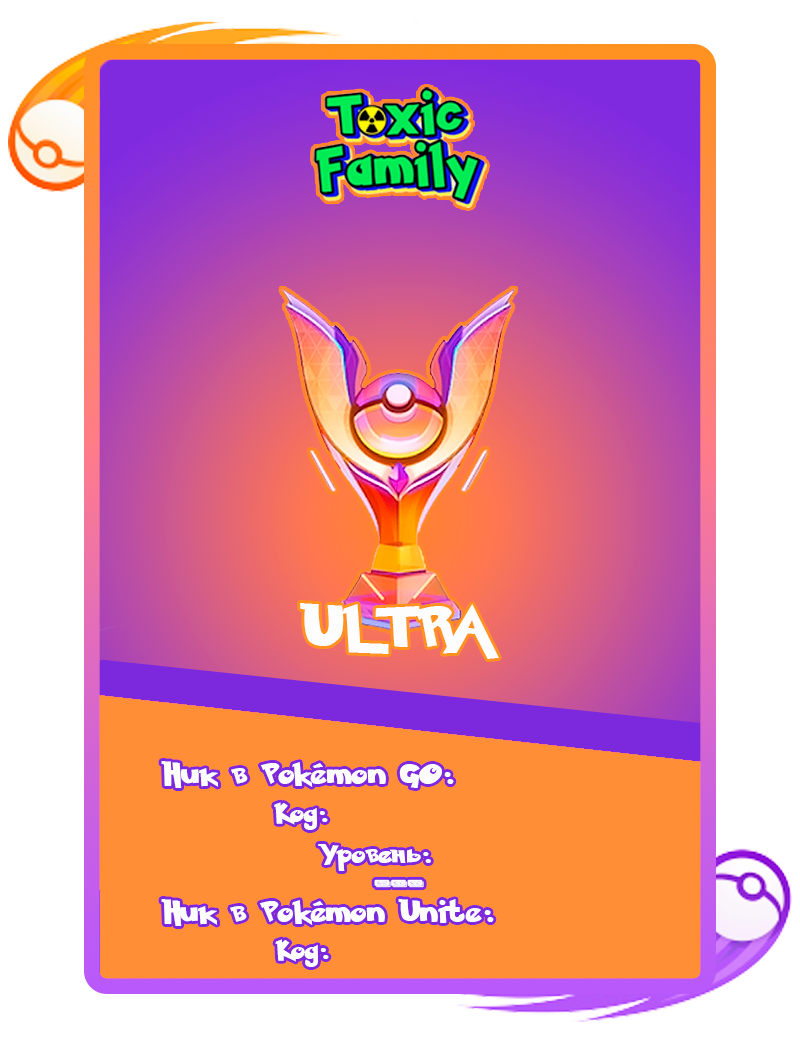 Toxic
Family
ULTRA
Ник в Pokémon GO:
Код:
Уровень:
---
Ник в Pokémon Unite:
Код: